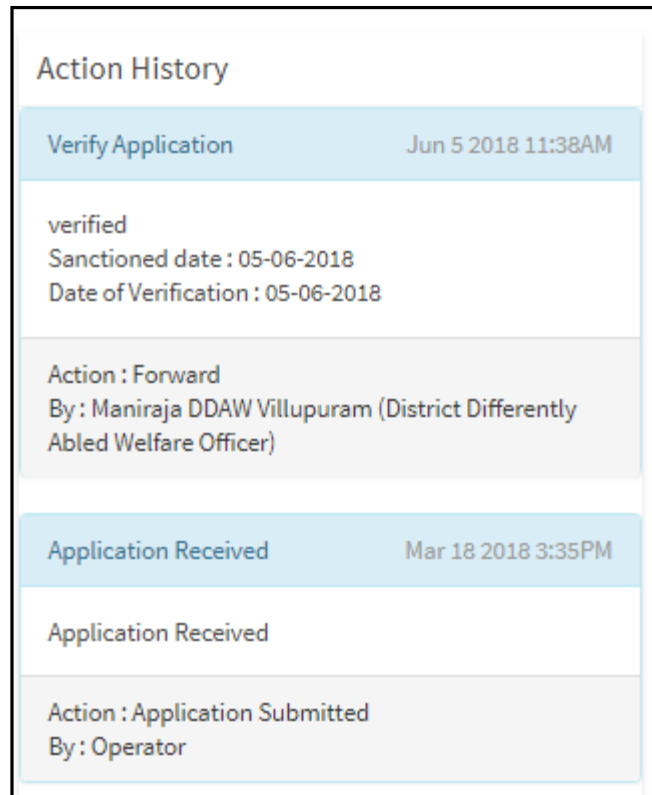 Action History
Verify Application Jun 5 2018 11:38AM
verified
Sanctioned date : 05-06-2018
Date of Verification : 05-06-2018
Action : Forward
By : Maniraja DDAW Villupuram (District Differently
Abled Welfare Officer)
Application Received Mar 18 2018 3:35PM
Application Received
Action : Application Submitted
By : Operator